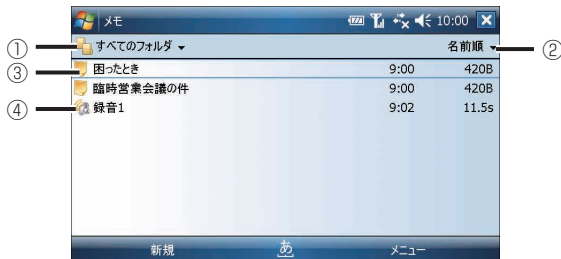 メモ 10:00
① すべてのフォルダ 名前順 ②
③ 困ったとき 9:00 420B
臨時営業会議の件 9:00 420B
④ 録音1 9:02 11.5s
新規 あ メニュー